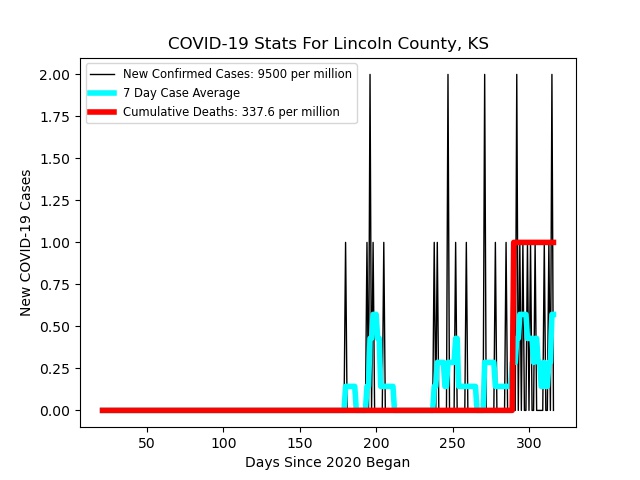 COVID-19 Stats For Lincoln County, KS
New Confirmed Cases: 9500 per million
7 Day Case Average
Cumulative Deaths: 337.6 per million
New COVID-19 Cases
2.00
1.75
1.50
1.25
1.00
0.75
0.50
0.25
0.00
50 100 150 200 250 300
Days Since 2020 Began